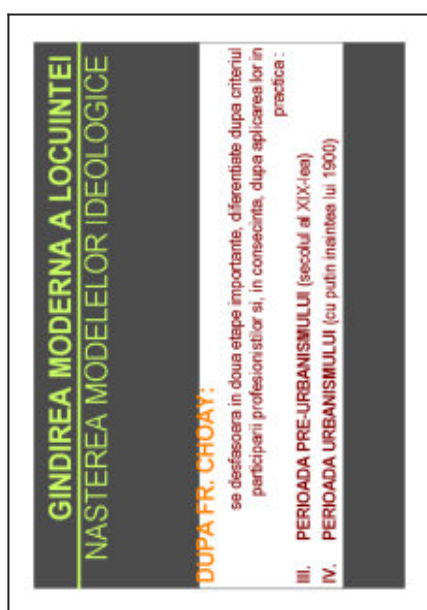 GINDIREA MODERNA A LOCUINTEI
NASTEREA MODELELOR IDEOLOGICE
DUPA FR. CHOAY:
se desfasoera in doua etape importante, diferentiate dupa criteriul
participarii profesionistilor si, in consecinta, dupa aplicarea lor in
practica :
III. PERIOADA PRE-URBANISMULUI (secolul al XIX-lea)
IV. PERIOADA URBANISMULUI (cu putin inaintea lui 1900)